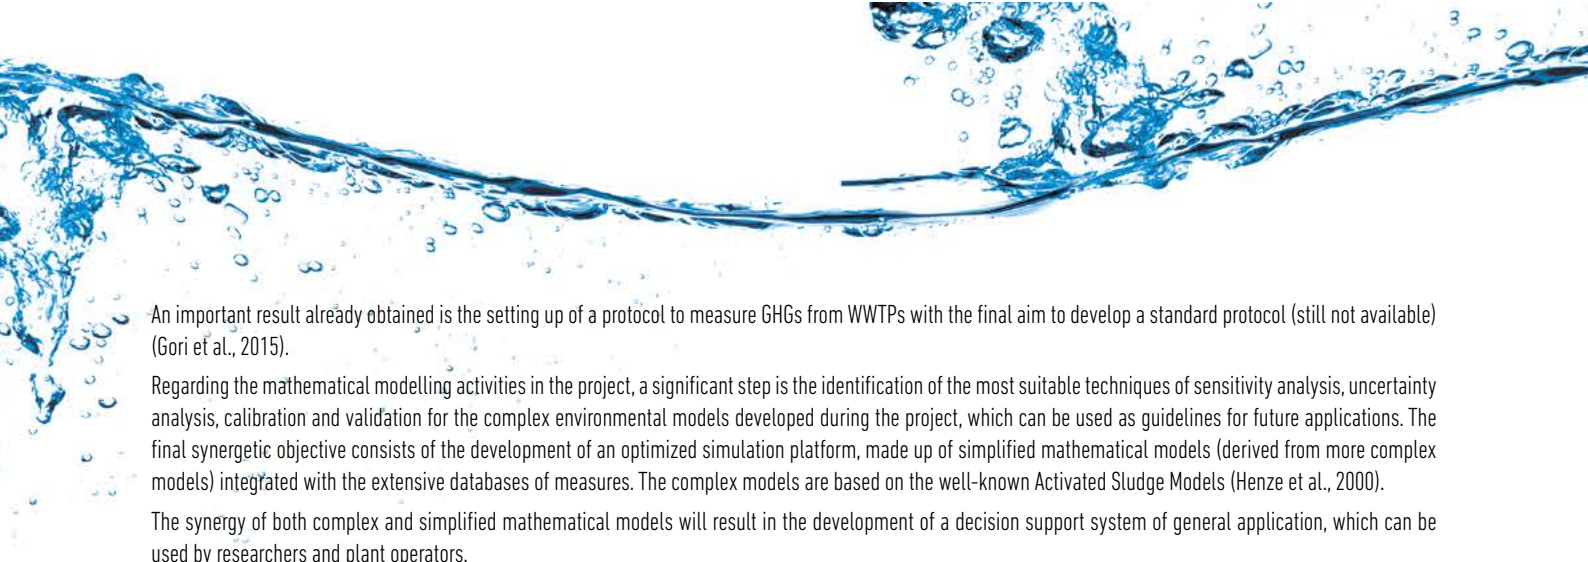 An important result already obtained is the setting up of a protocol to measure GHGs from WWTPs with the final aim to develop a standard protocol (still not available)
(Gori et al., 2015).
Regarding the mathematical modelling activities in the project, a significant step is the identification of the most suitable techniques of sensitivity analysis, uncertainty
analysis, calibration and validation for the complex environmental models developed during the project, which can be used as guidelines for future applications. The
final synergetic objective consists of the development of an optimized simulation platform, made up of simplified mathematical models (derived from more complex
models) integrated with the extensive databases of measures. The complex models are based on the well-known Activated Sludge Models (Henze et al., 2000).
The synergy of both complex and simplified mathematical models will result in the development of a decision support system of general application, which can be
used by researchers and plant operators.